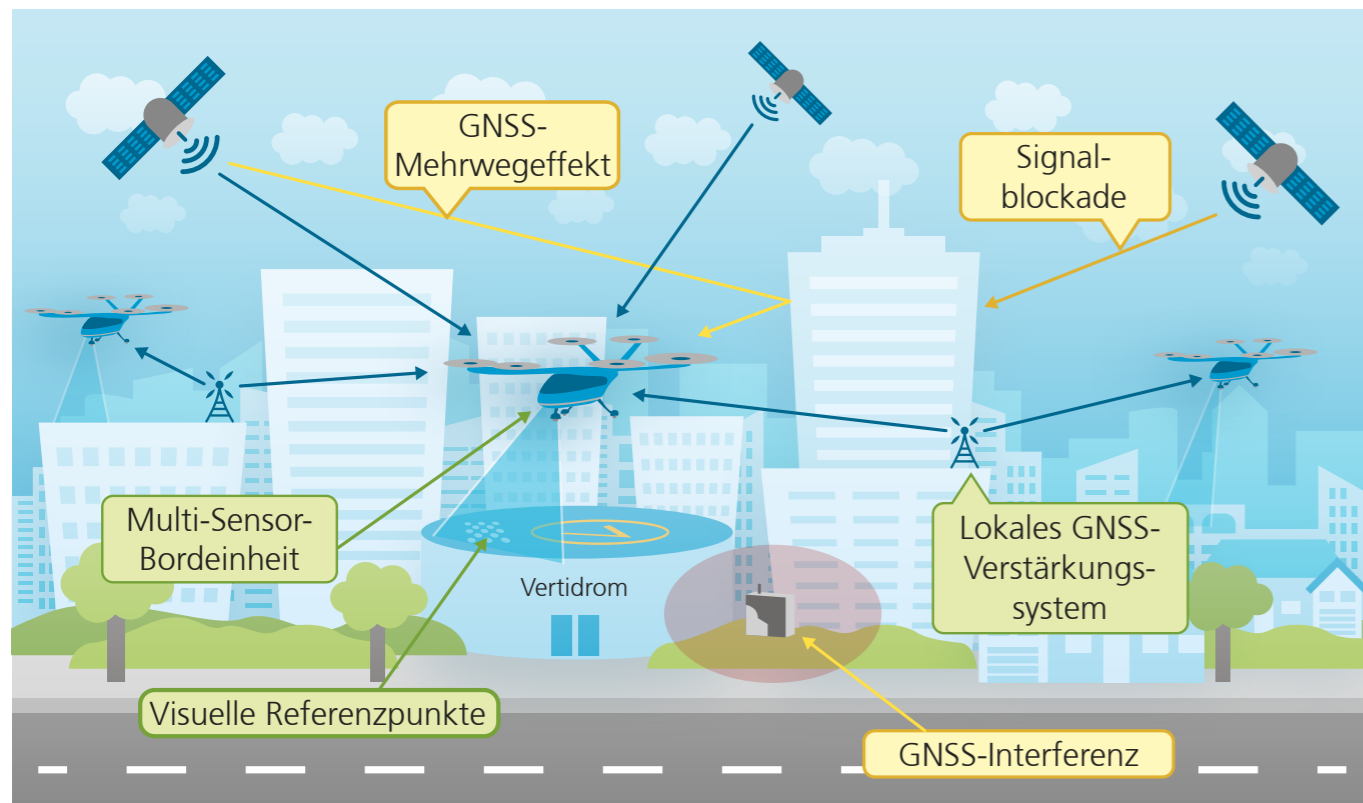 GNSS-
Mehrwegeffekt
Signal-
blockade
Multi-Sensor-
Bordeinheit
Lokales GNSS-
Verstärkungs-
system
Vertidrom
Visuelle Referenzpunkte
GNSS-Interferenz